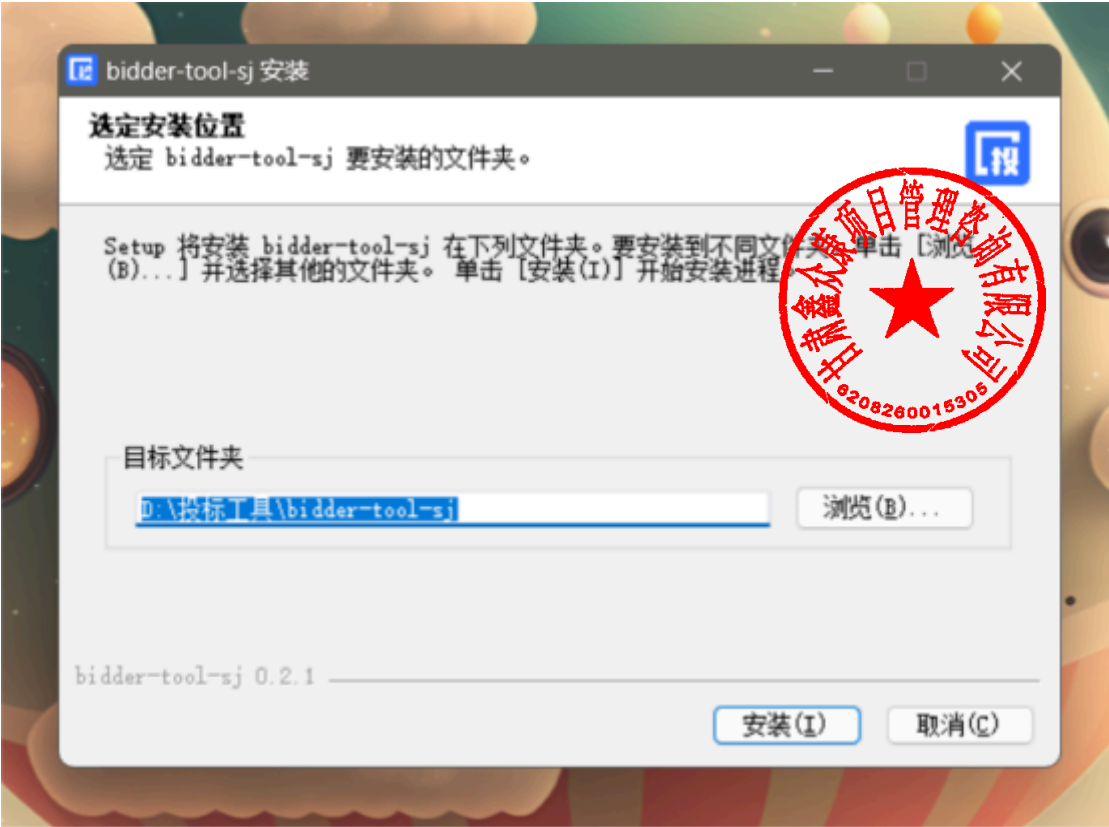 bidder-tool-sj 安装
选定安装位置
选定 bidder-tool-sj 要安装的文件夹。
投
甘肃鑫众赢项目管理咨询有限公司
6208260015305
Setup 将安装 bidder-tool-sj 在下列文件夹。要安装到不同文件夹，单击 [浏览
(B)...] 并选择其他的文件夹。 单击 [安装(I)] 开始安装进程。
目标文件夹
D:\投标工具\bidder-tool-sj
浏览(B)...
bidder-tool-sj 0.2.1
安装(I)
取消(C)